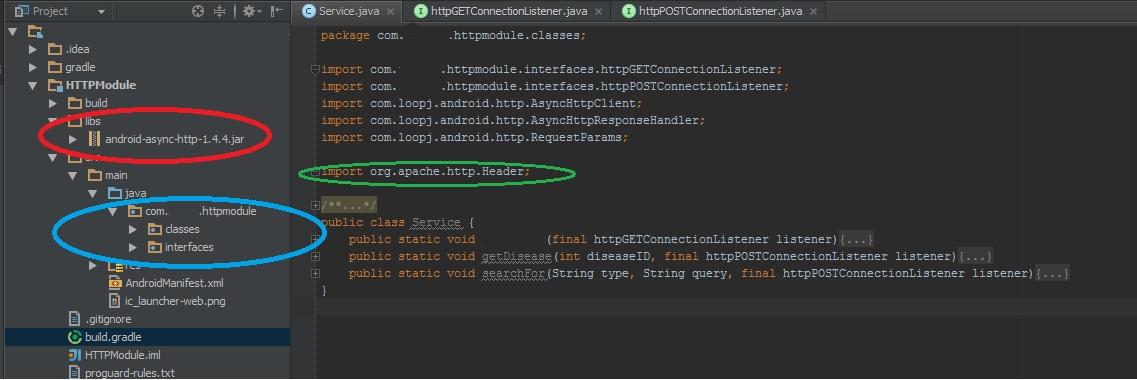 Project
.idea
gradle
HTTPModule
build
libs
android-async-http-1.4.4.jar
main
java
com. .httpmodule
classes
interfaces
res
AndroidManifest.xml
ic_launcher-web.png
.gitignore
build.gradle
HTTPModule.iml
proguard-rules.txt
Service.java
httpGETConnectionListener.java
httpPOSTConnectionListener.java
package com. .httpmodule.classes;
import com. .httpmodule.interfaces.httpGETConnectionListener;
import com. .httpmodule.interfaces.httpPOSTConnectionListener;
import com.loopj.android.http.AsyncHttpClient;
import com.loopj.android.http.AsyncHttpResponseHandler;
import com.loopj.android.http.RequestParams;
import org.apache.http.Header;
/**...*/
public class Service {
public static void (final httpGETConnectionListener listener){...}
public static void getDisease(int diseaseID, final httpPOSTConnectionListener listener){...}
public static void searchFor(String type, String query, final httpPOSTConnectionListener listener){...}
}